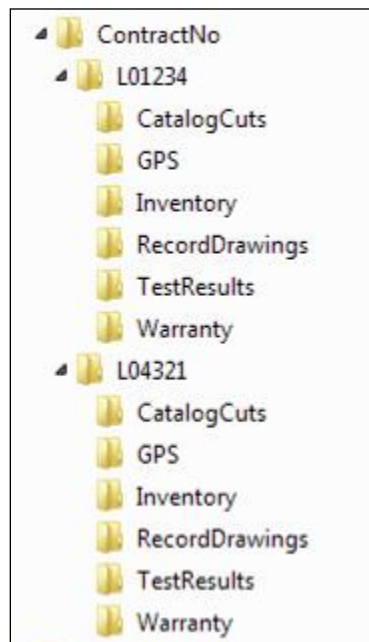 ContractNo
L01234
CatalogCuts
GPS
Inventory
RecordDrawings
TestResults
Warranty
L04321
CatalogCuts
GPS
Inventory
RecordDrawings
TestResults
Warranty